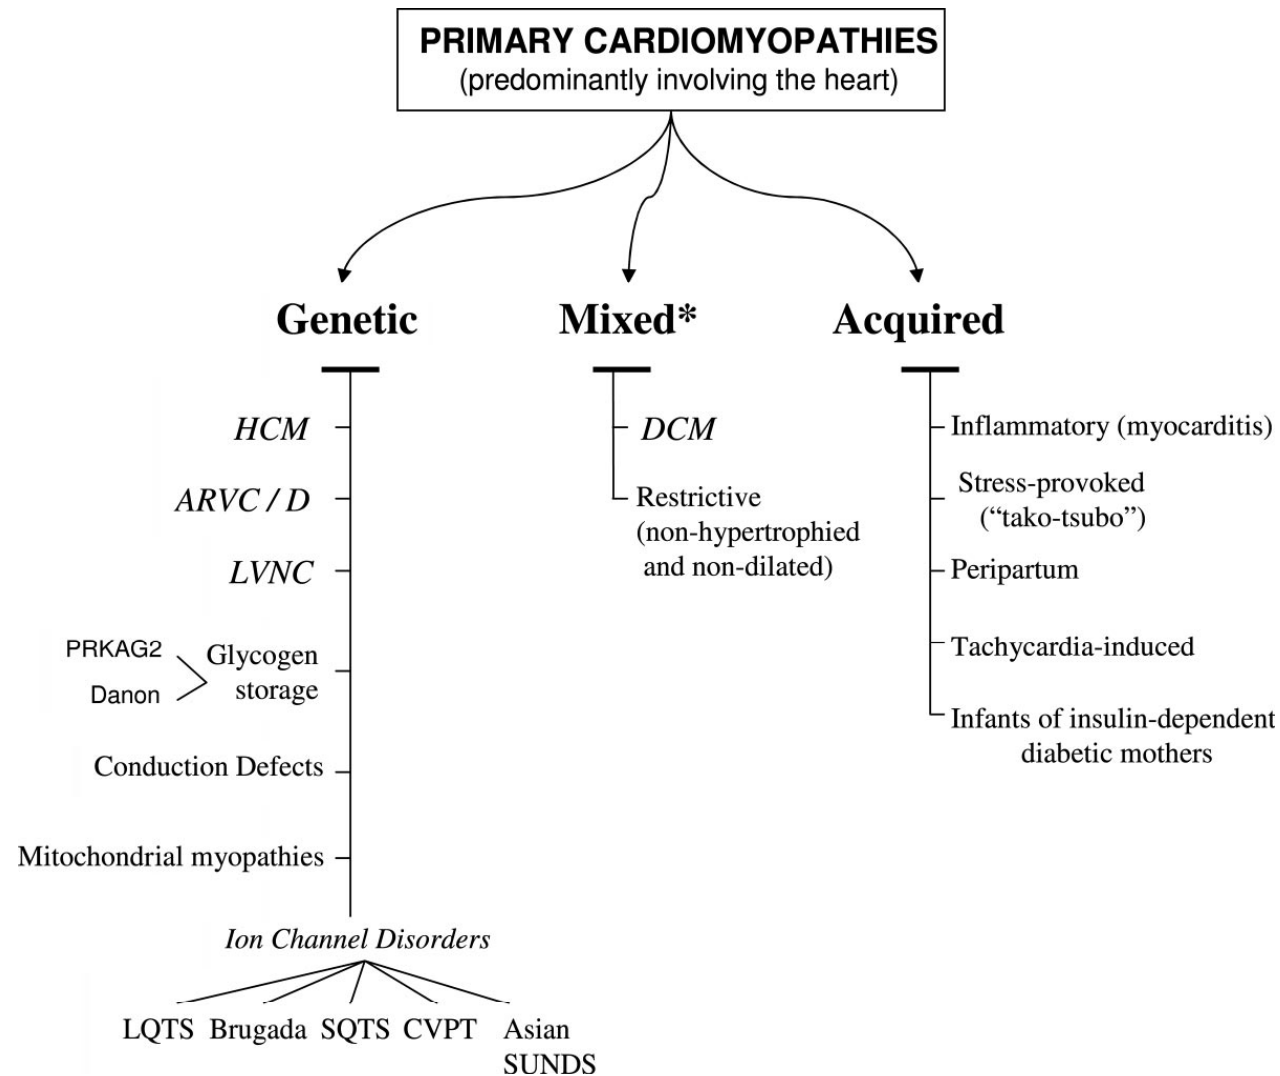 PRIMARY CARDIOMYOPATHIES
(predominantly involving the heart)
Genetic
HCM
ARVC / D
LVNC
PRKAG2
Danon
Glycogen
storage
Conduction Defects
Mitochondrial myopathies
Ion Channel Disorders
LQTS
Brugada
SQTS
CVPT
Asian
SUNDS
Mixed*
DCM
Restrictive
(non-hypertrophied
and non-dilated)
Acquired
Inflammatory (myocarditis)
Stress-provoked
(“tako-tsubo”)
Peripartum
Tachycardia-induced
Infants of insulin-dependent
diabetic mothers